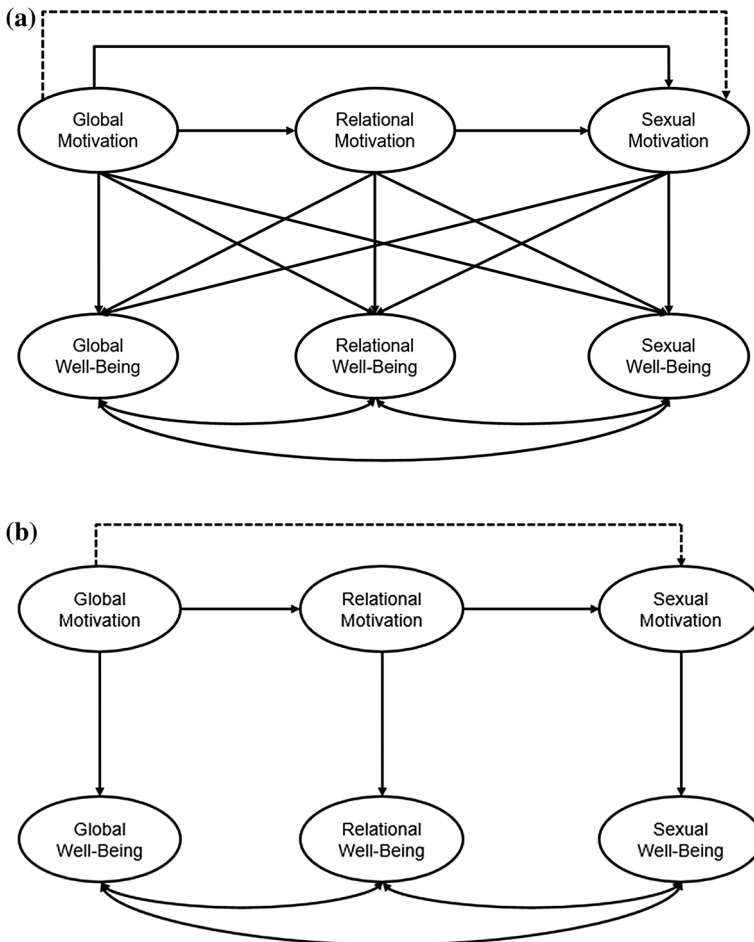 (a)
Global
Motivation
Relational
Motivation
Sexual
Motivation
Global
Well-Being
Relational
Well-Being
Sexual
Well-Being
(b)
Global
Motivation
Relational
Motivation
Sexual
Motivation
Global
Well-Being
Relational
Well-Being
Sexual
Well-Being